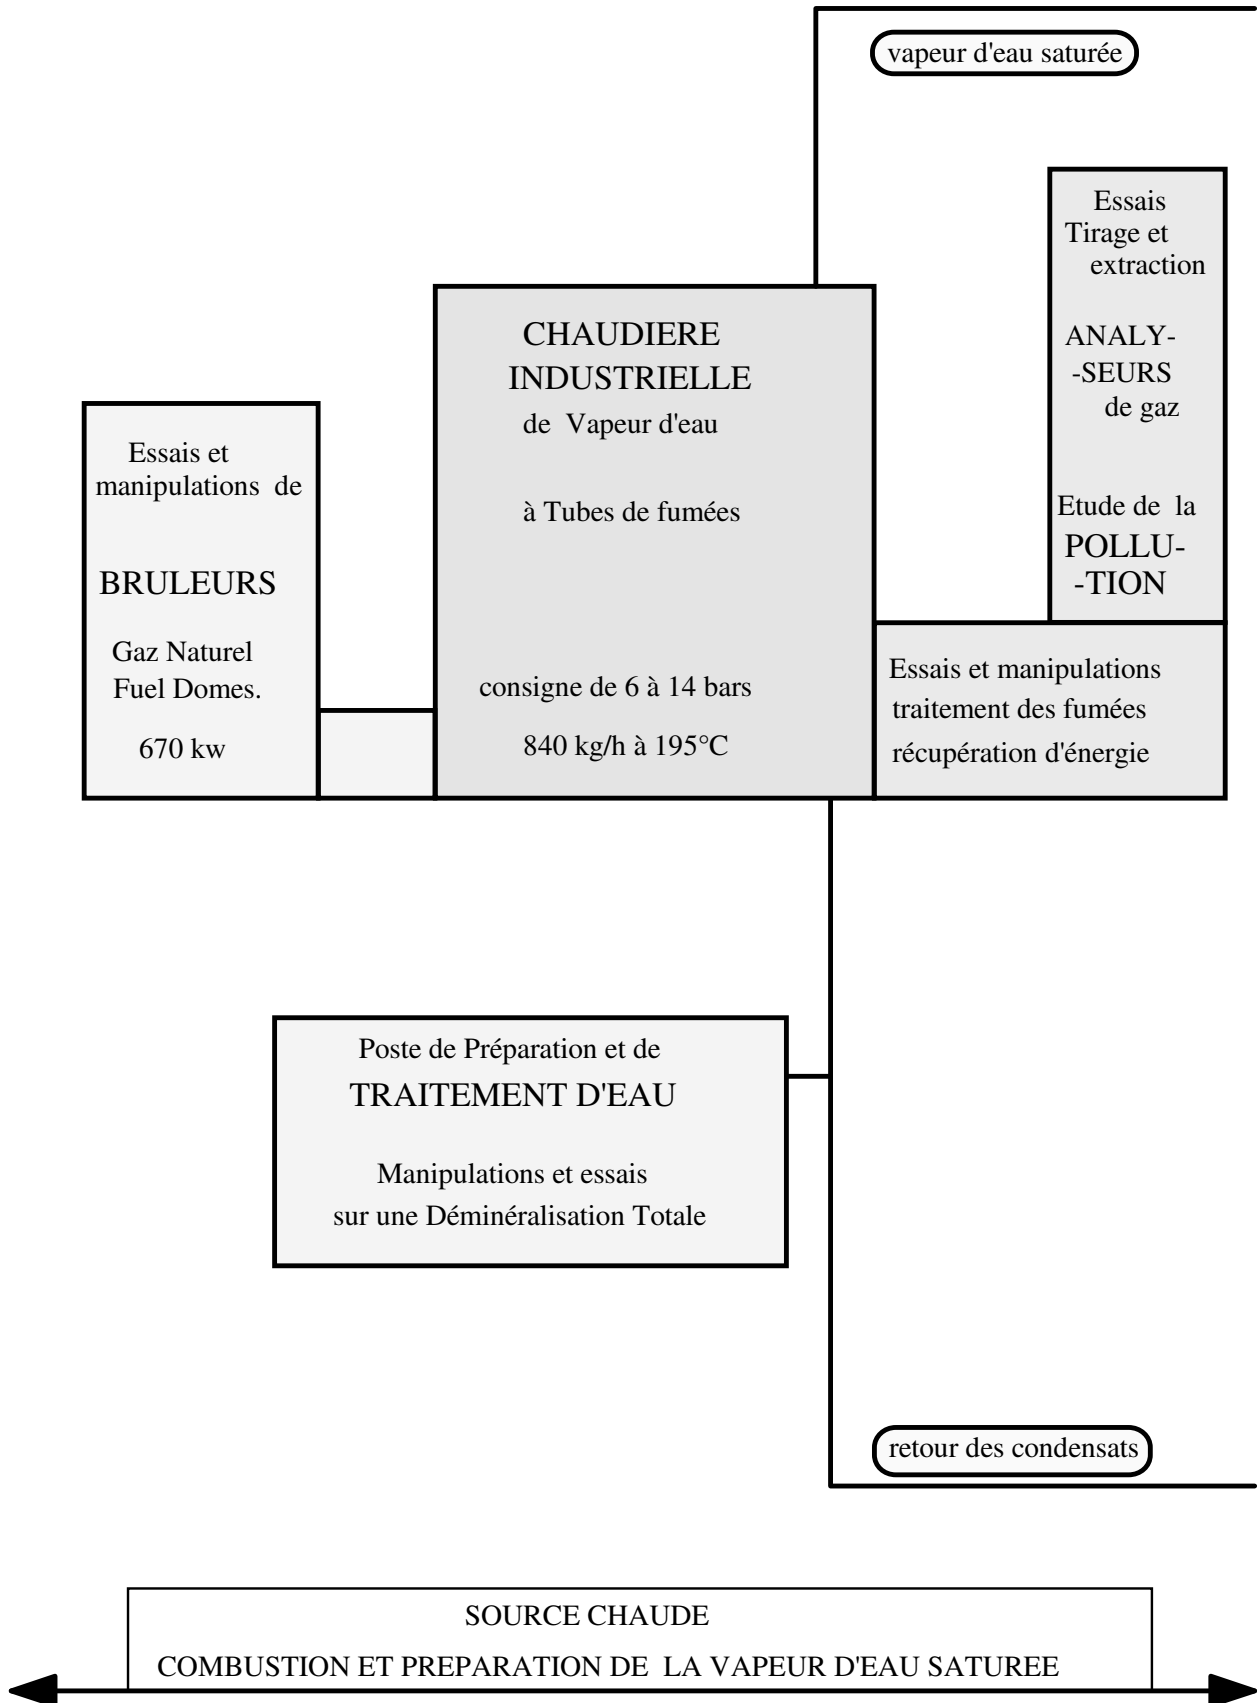 vapeur d'eau saturée
Essais
Tirage et
extraction
ANALY-
-SEURS
de gaz
Etude de la
POLLU-
-TION
CHAUDIERE
INDUSTRIELLE
de Vapeur d'eau
à Tubes de fumées
consigne de 6 à 14 bars
840 kg/h à 195°C
Essais et
manipulations de
BRULEURS
Gaz Naturel
Fuel Domes.
670 kw
Essais et manipulations
traitement des fumées
récupération d'énergie
Poste de Préparation et de
TRAITEMENT D'EAU
Manipulations et essais
sur une Déminéralisation Totale
retour des condensats
SOURCE CHAUDE
COMBUSTION ET PREPARATION DE LA VAPEUR D'EAU SATUREE